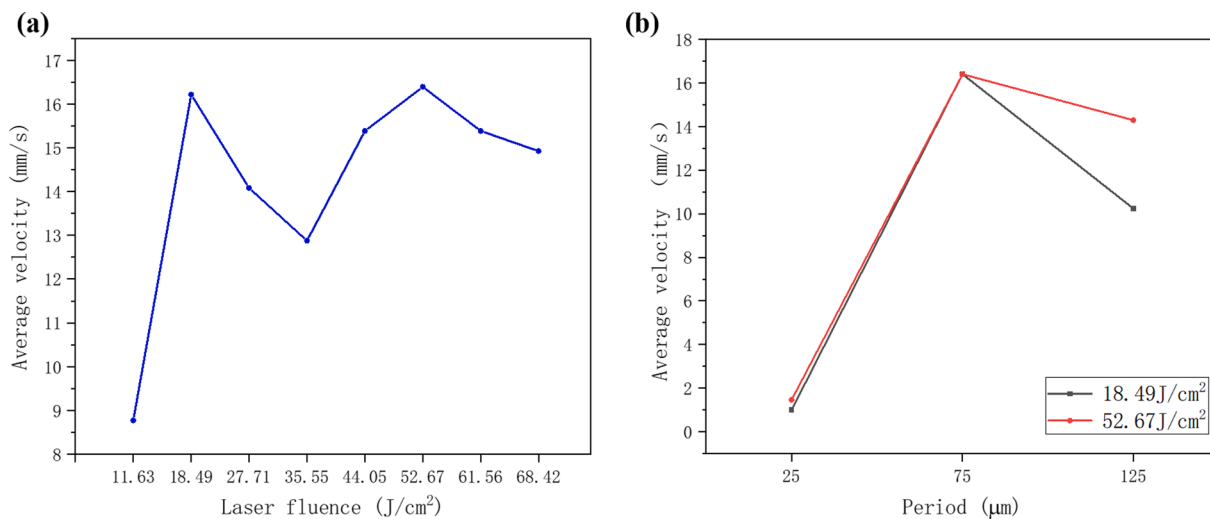 (a)
17
16
15
14
13
12
11
10
9
8
Average velocity (mm/s)
11.63 18.49 27.71 35.55 44.05 52.67 61.56 68.42
Laser fluence (J/cm²)
(b)
18
16
14
12
10
8
6
4
2
0
Average velocity (mm/s)
18.49J/cm²
52.67J/cm²
25 75 125
Period (μm)